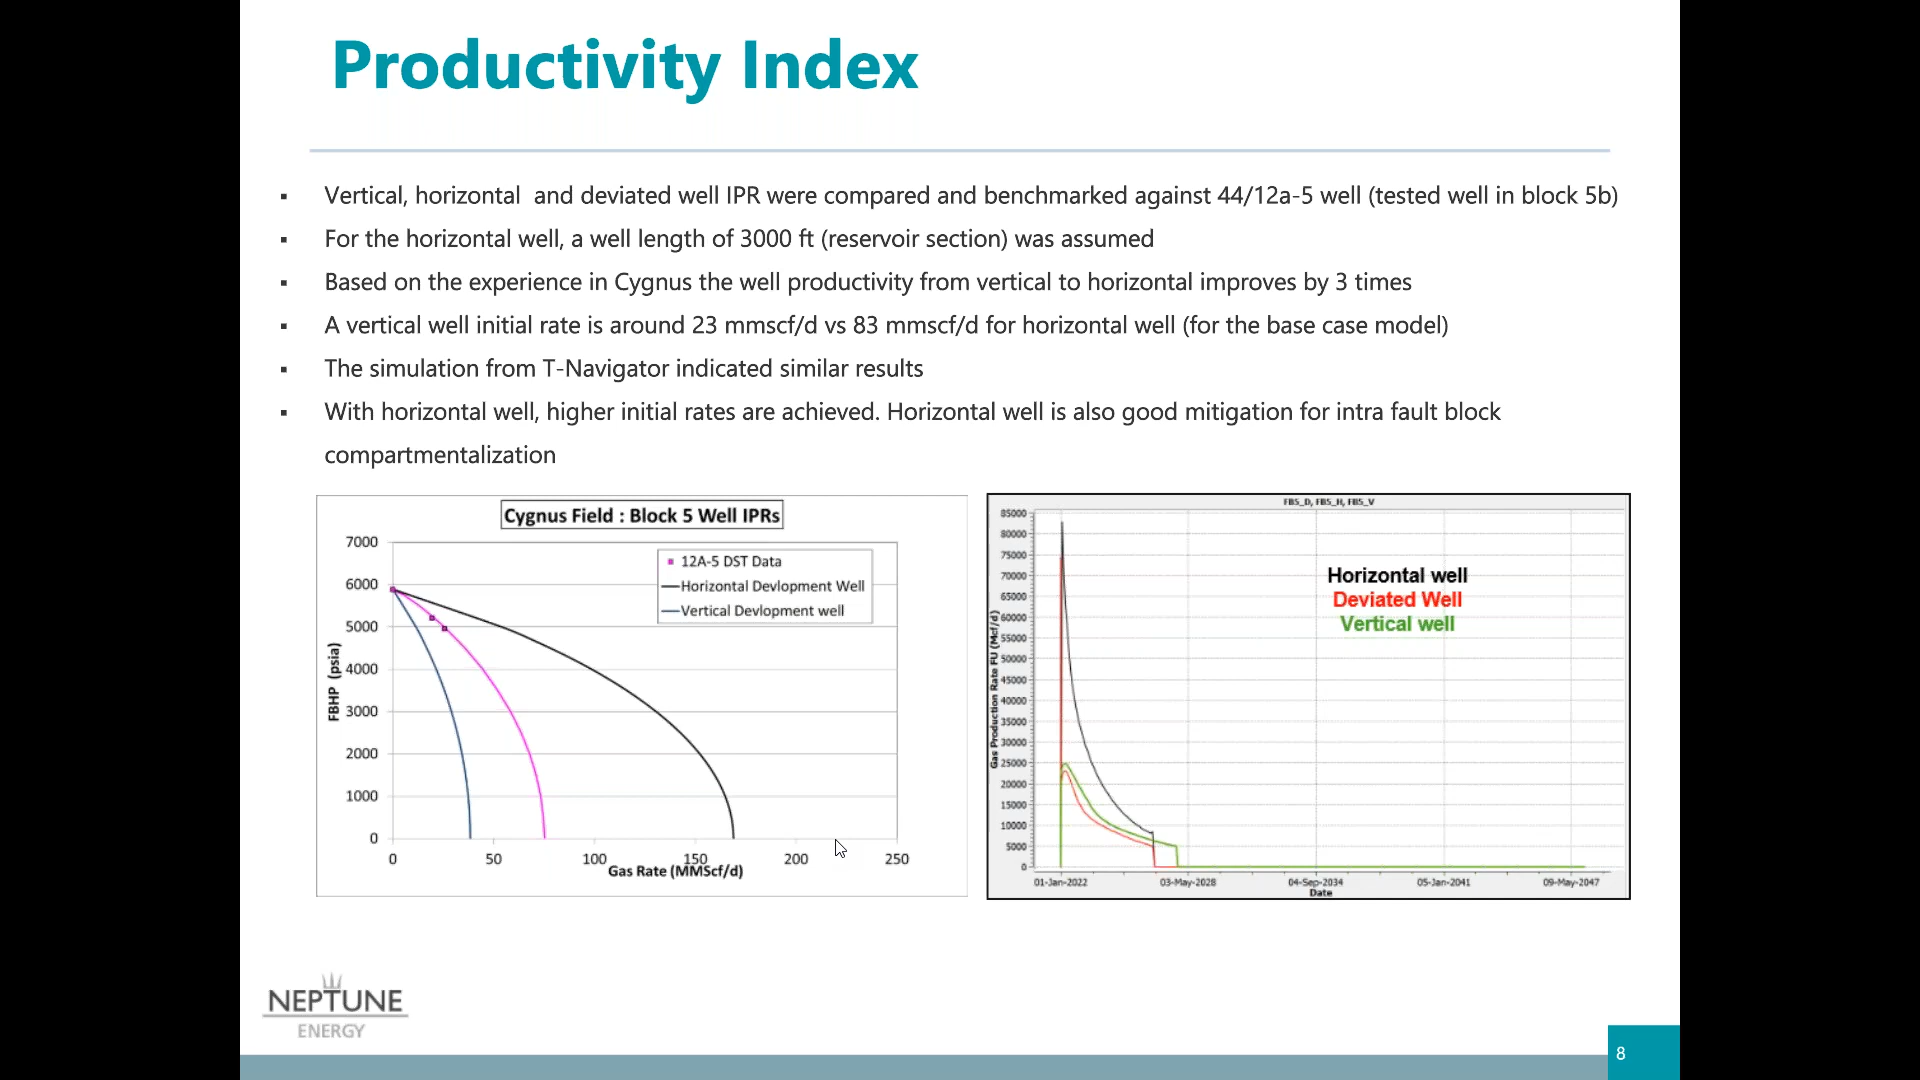 Productivity Index
▪ Vertical, horizontal  and deviated well IPR were compared and benchmarked against 44/12a-5 well (tested well in block 5b)
▪ For the horizontal well, a well length of 3000 ft (reservoir section) was assumed
▪ Based on the experience in Cygnus the well productivity from vertical to horizontal improves by 3 times
▪ A vertical well initial rate is around 23 mmscf/d vs 83 mmscf/d for horizontal well (for the base case model)
▪ The simulation from T-Navigator indicated similar results
▪ With horizontal well, higher initial rates are achieved. Horizontal well is also good mitigation for intra fault block
compartmentalization
Cygnus Field : Block 5 Well IPRs
12A-5 DST Data
Horizontal Devlopment Well
Vertical Devlopment well
FBHP (psia)
7000
6000
5000
4000
3000
2000
1000
0
0 50 100 150 200 250
Gas Rate (MMScf/d)
FB5_D, FB5_H, FB5_V
Horizontal well
Deviated Well
Vertical well
Gas Production Rate FU (Mcf/d)
85000
80000
75000
70000
65000
60000
55000
50000
45000
40000
35000
30000
25000
20000
15000
10000
5000
0
01-Jan-2022 03-May-2028 04-Sep-2034 05-Jan-2041 09-May-2047
Date
NEPTUNE
ENERGY
8